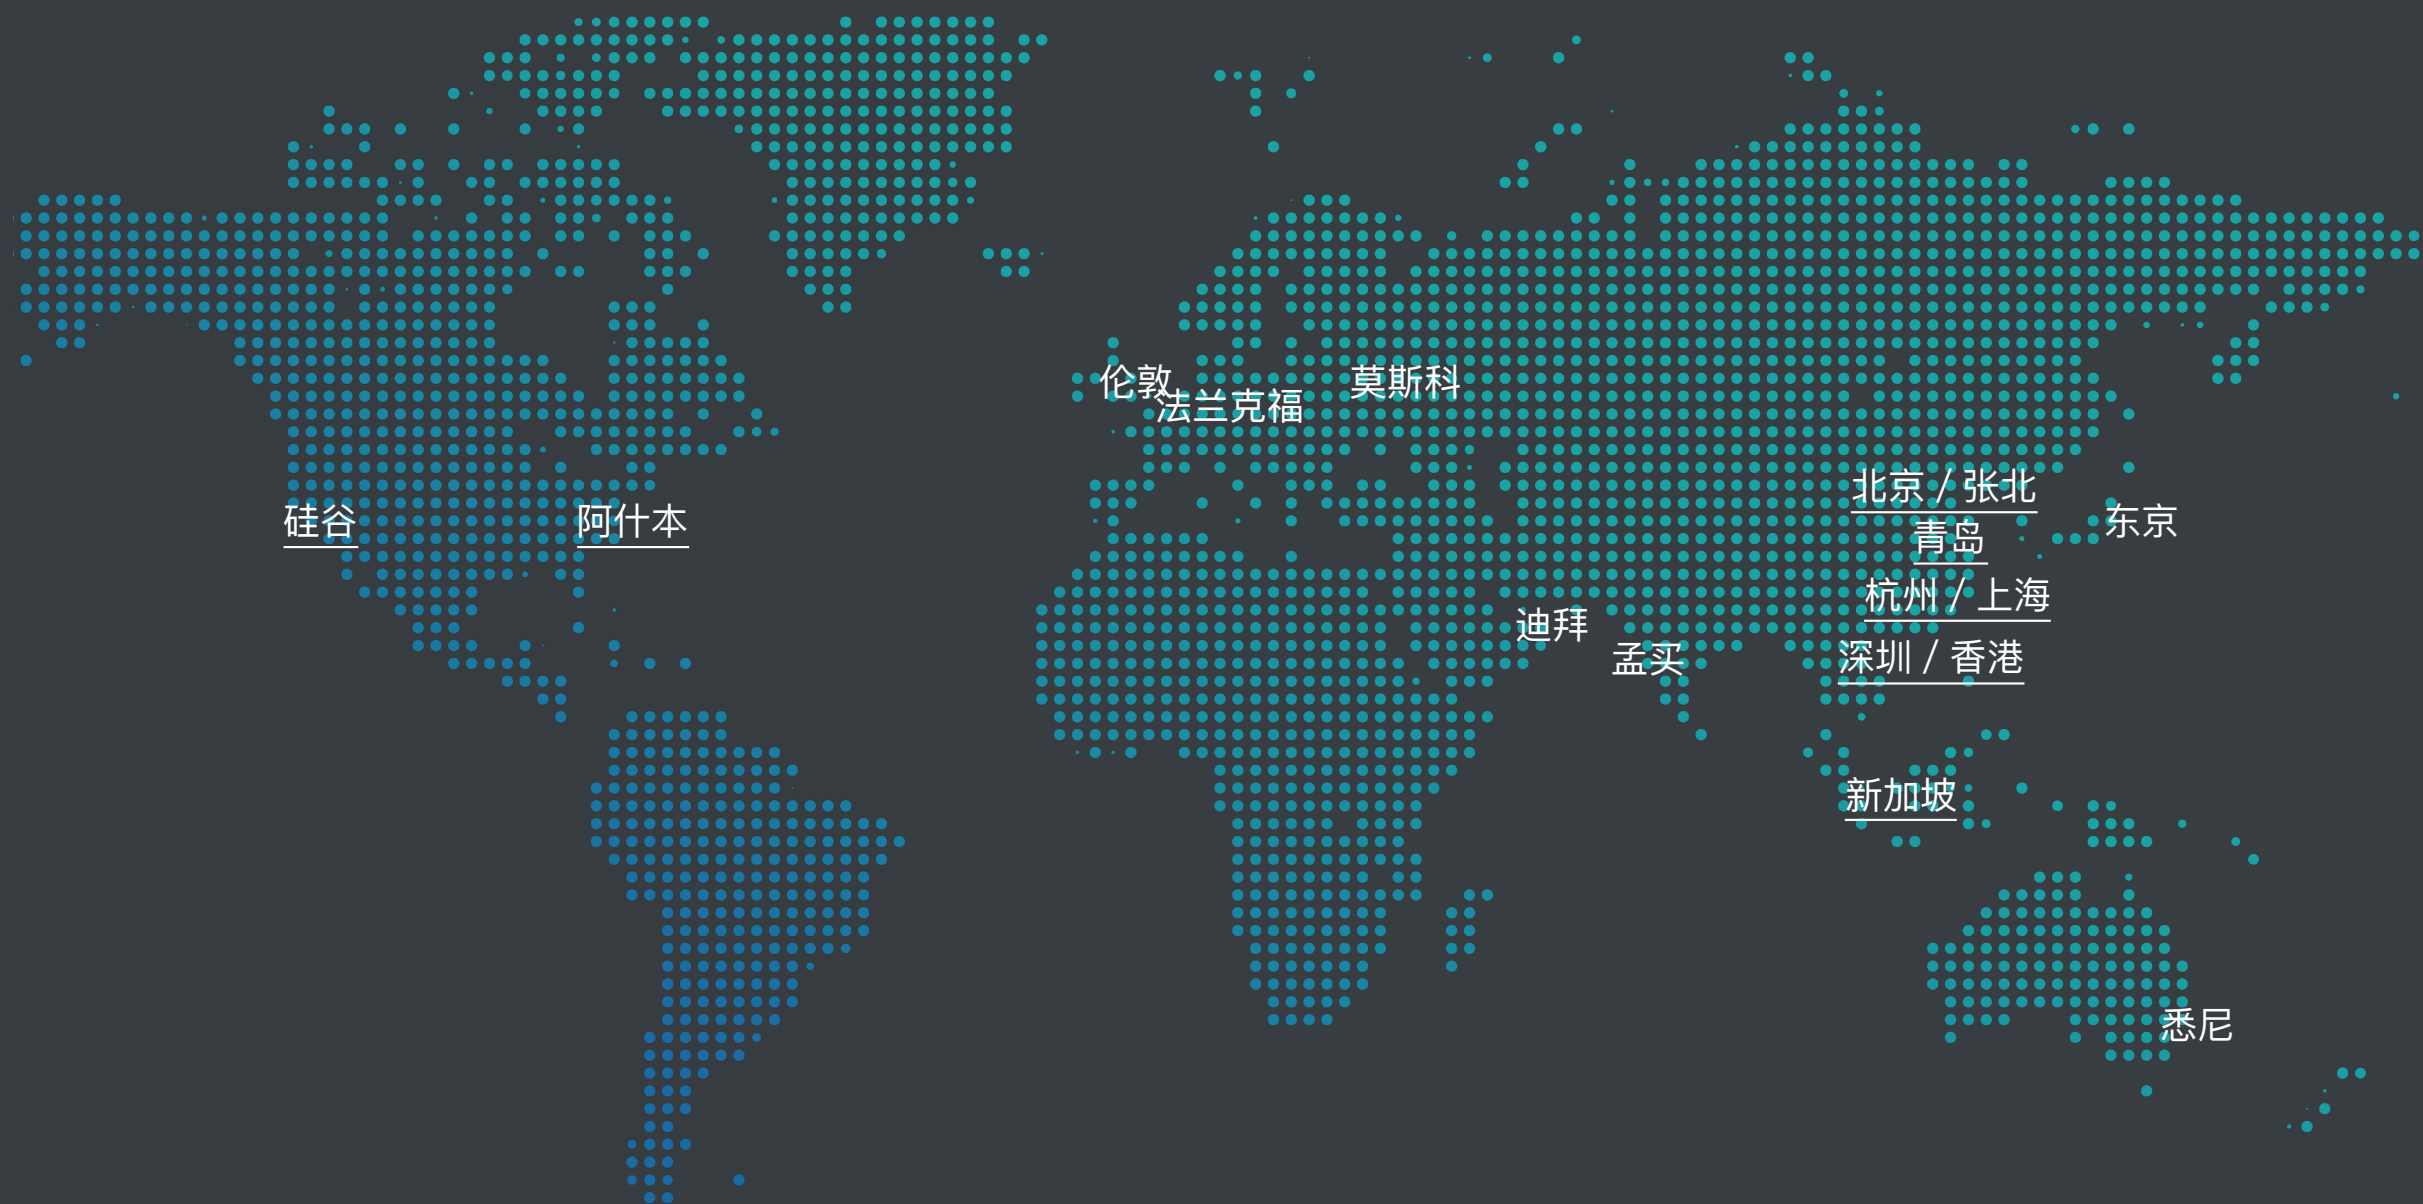 伦敦
莫斯科
法兰克福
北京 / 张北
硅谷
阿什本
东京
青岛
杭州 / 上海
迪拜
孟买
深圳 / 香港
新加坡
悉尼